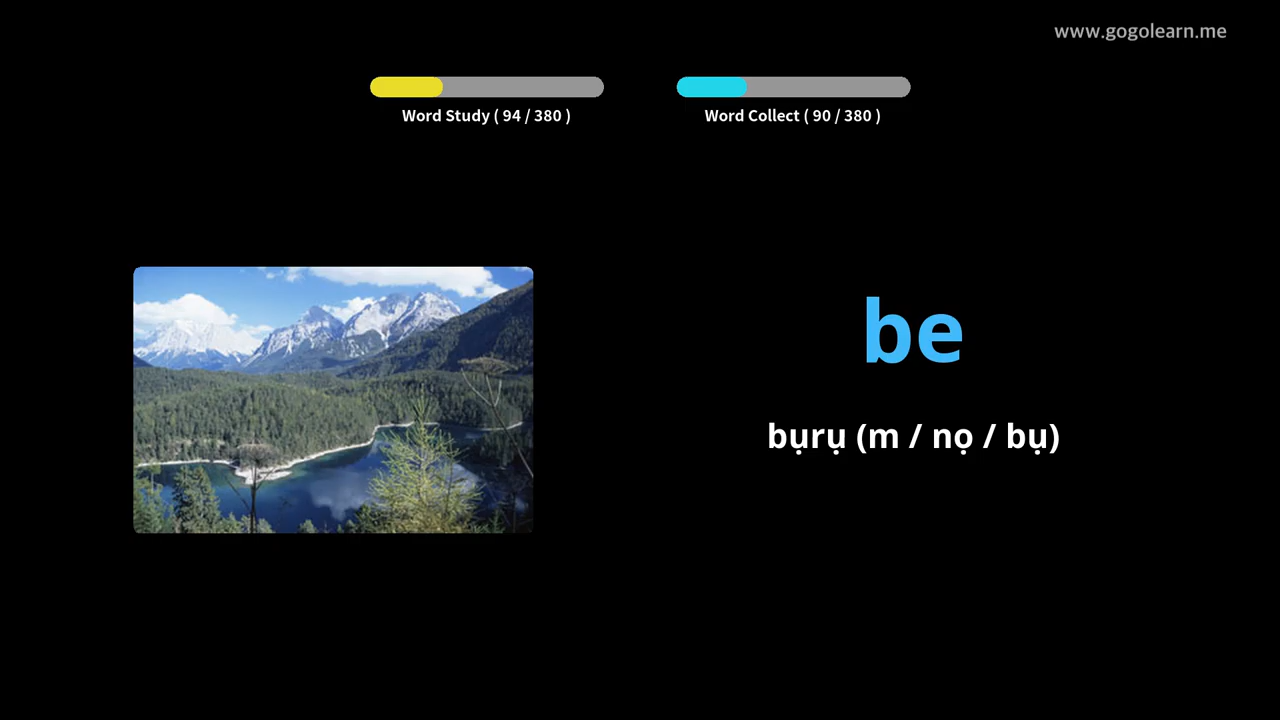 www.gogolearn.me
Word Study ( 94 / 380 )
Word Collect ( 90 / 380 )
be
bụrụ (m / nọ / bụ)